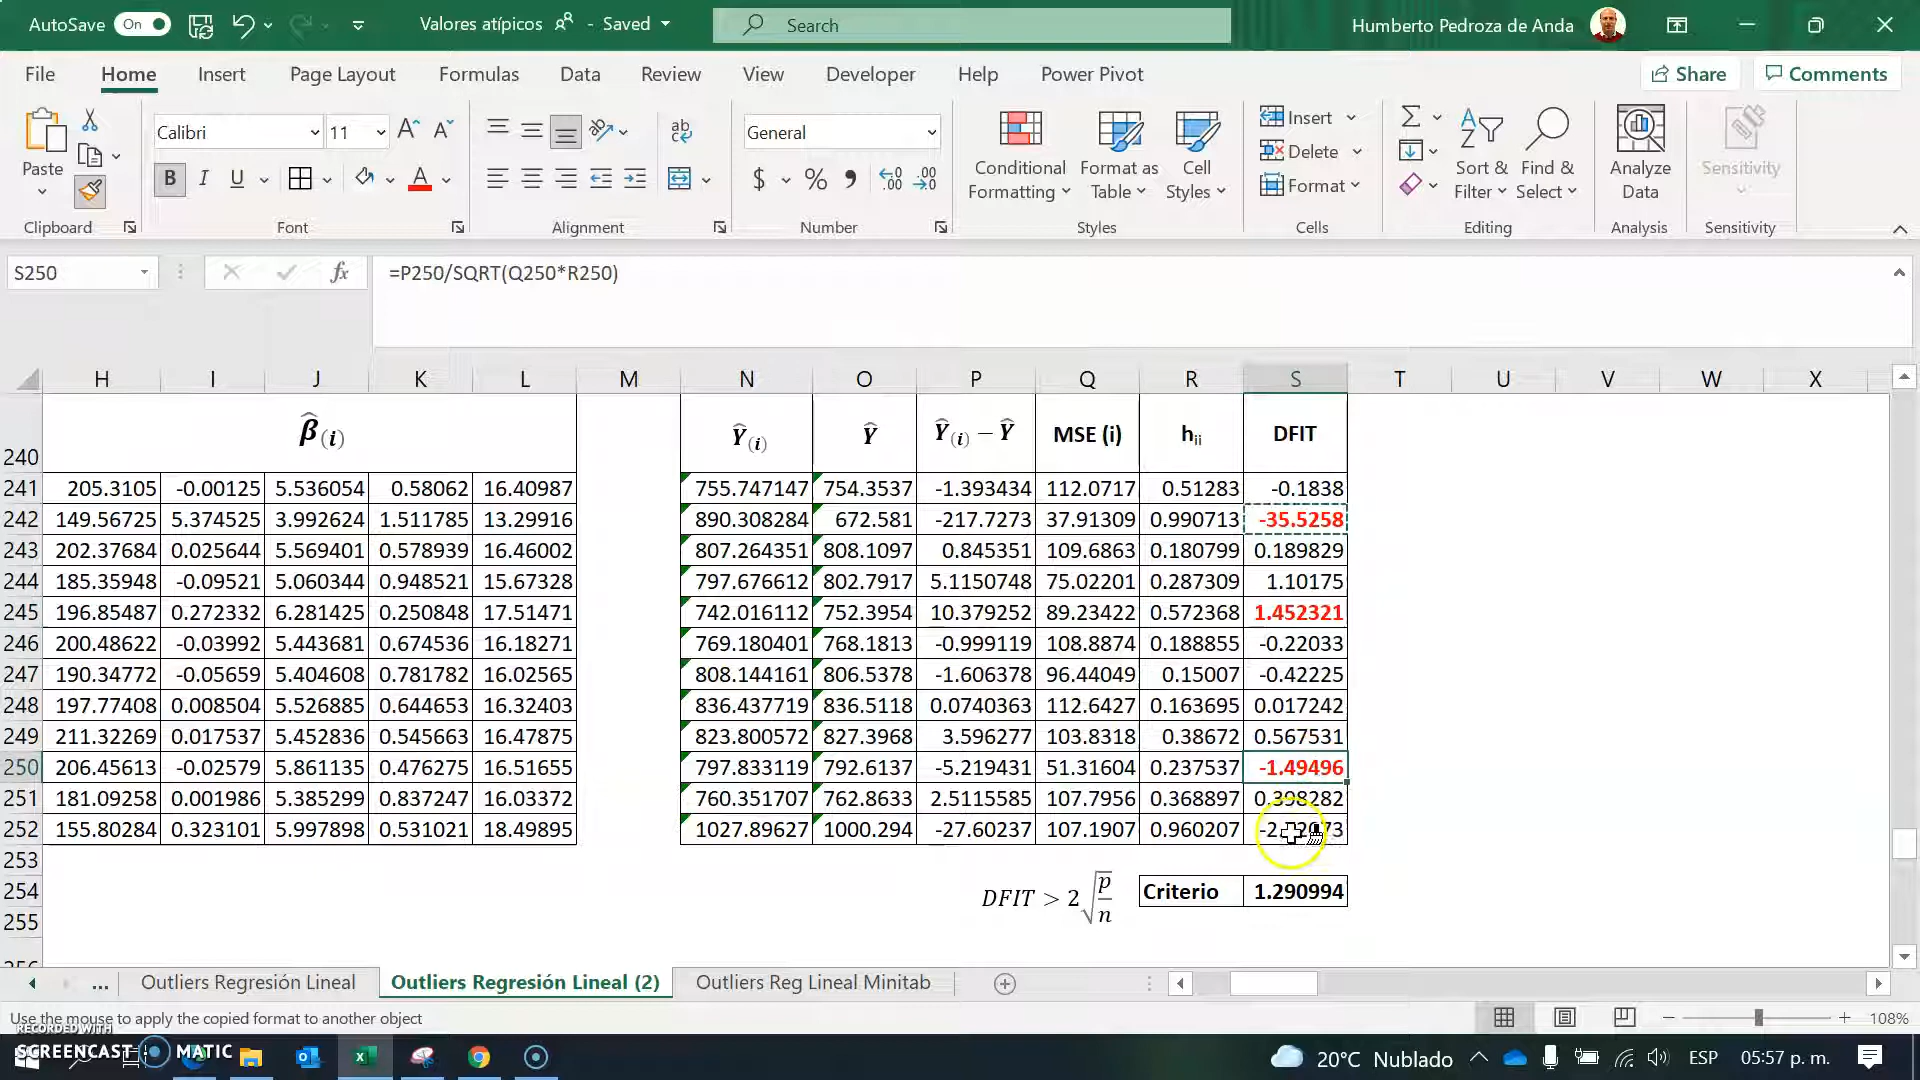 AutoSave On Valores atípicos - Saved Search Humberto Pedroza de Anda
File Home Insert Page Layout Formulas Data Review View Developer Help Power Pivot Share Comments
Paste Calibri 11 General Conditional Formatting Format as Table Cell Styles Insert Delete Format Sort & Filter Find & Select Analyze Data Sensitivity
Clipboard Font Alignment Number Styles Cells Editing Analysis Sensitivity
S250 fx =P250/SQRT(Q250*R250)
H I J K L M N O P Q R S T U V W X
240 β̂(i) Ŷ(i) Ŷ Ŷ(i) − Ŷ MSE (i) hii DFIT
241 205.3105 -0.00125 5.536054 0.58062 16.40987 755.747147 754.3537 -1.393434 112.0717 0.51283 -0.1838
242 149.56725 5.374525 3.992624 1.511785 13.29916 890.308284 672.581 -217.7273 37.91309 0.990713 -35.5258
243 202.37684 0.025644 5.569401 0.578939 16.46002 807.264351 808.1097 0.845351 109.6863 0.180799 0.189829
244 185.35948 -0.09521 5.060344 0.948521 15.67328 797.676612 802.7917 5.1150748 75.02201 0.287309 1.10175
245 196.85487 0.272332 6.281425 0.250848 17.51471 742.016112 752.3954 10.379252 89.23422 0.572368 1.452321
246 200.48622 -0.03992 5.443681 0.674536 16.18271 769.180401 768.1813 -0.999119 108.8874 0.188855 -0.22033
247 190.34772 -0.05659 5.404608 0.781782 16.02565 808.144161 806.5378 -1.606378 96.44049 0.15007 -0.42225
248 197.77408 0.008504 5.526885 0.644653 16.32403 836.437719 836.5118 0.0740363 112.6427 0.163695 0.017242
249 211.32269 0.017537 5.452836 0.545663 16.47875 823.800572 827.3968 3.596277 103.8318 0.38672 0.567531
250 206.45613 -0.02579 5.861135 0.476275 16.51655 797.833119 792.6137 -5.219431 51.31604 0.237537 -1.49496
251 181.09258 0.001986 5.385299 0.837247 16.03372 760.351707 762.8633 2.5115585 107.7956 0.368897 0.398282
252 155.80284 0.323101 5.997898 0.531021 18.49895 1027.89627 1000.294 -27.60237 107.1907 0.960207
253
254 DFIT > 2√(p/n) Criterio 1.290994
255
... Outliers Regresión Lineal Outliers Regresión Lineal (2) Outliers Reg Lineal Minitab
Use the mouse to apply the copied format to another object 108%
RECORDED WITH
SCREENCAST MATIC 20°C Nublado ESP 05:57 p. m.